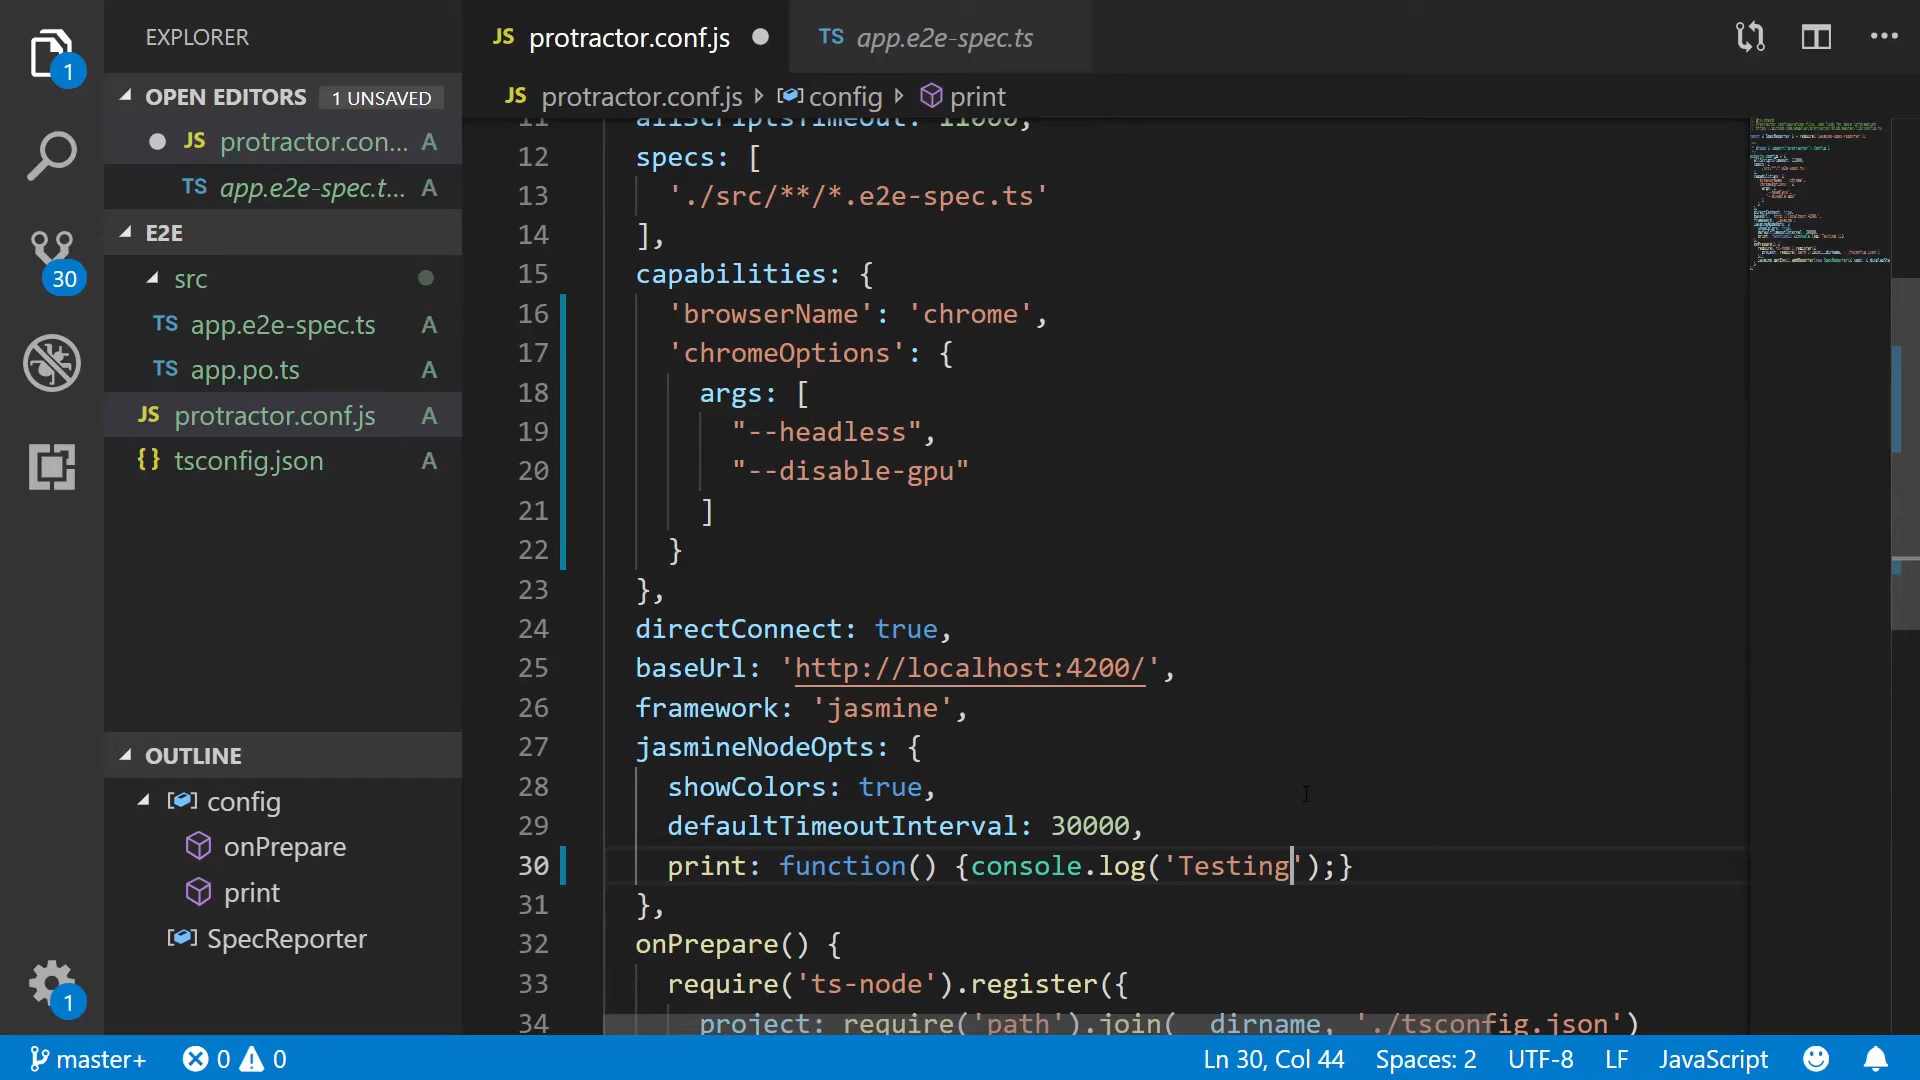 EXPLORER
OPEN EDITORS 1 UNSAVED
JS protractor.con... A
TS app.e2e-spec.t... A
E2E
src
TS app.e2e-spec.ts A
TS app.po.ts A
JS protractor.conf.js A
{ } tsconfig.json A
OUTLINE
config
onPrepare
print
SpecReporter
1
30
1
JS protractor.conf.js
TS app.e2e-spec.ts
JS protractor.conf.js config print
11 allScriptsTimeout: 11000,
12 specs: [
13 './src/**/*.e2e-spec.ts'
14 ],
15 capabilities: {
16 'browserName': 'chrome',
17 'chromeOptions': {
18 args: [
19 "--headless",
20 "--disable-gpu"
21 ]
22 }
23 },
24 directConnect: true,
25 baseUrl: 'http://localhost:4200/',
26 framework: 'jasmine',
27 jasmineNodeOpts: {
28 showColors: true,
29 defaultTimeoutInterval: 30000,
30 print: function() {console.log('Testing');}
31 },
32 onPrepare() {
33 require('ts-node').register({
34 project: require('path').join(__dirname, './tsconfig.json')
master+ 0 0 Ln 30, Col 44 Spaces: 2 UTF-8 LF JavaScript